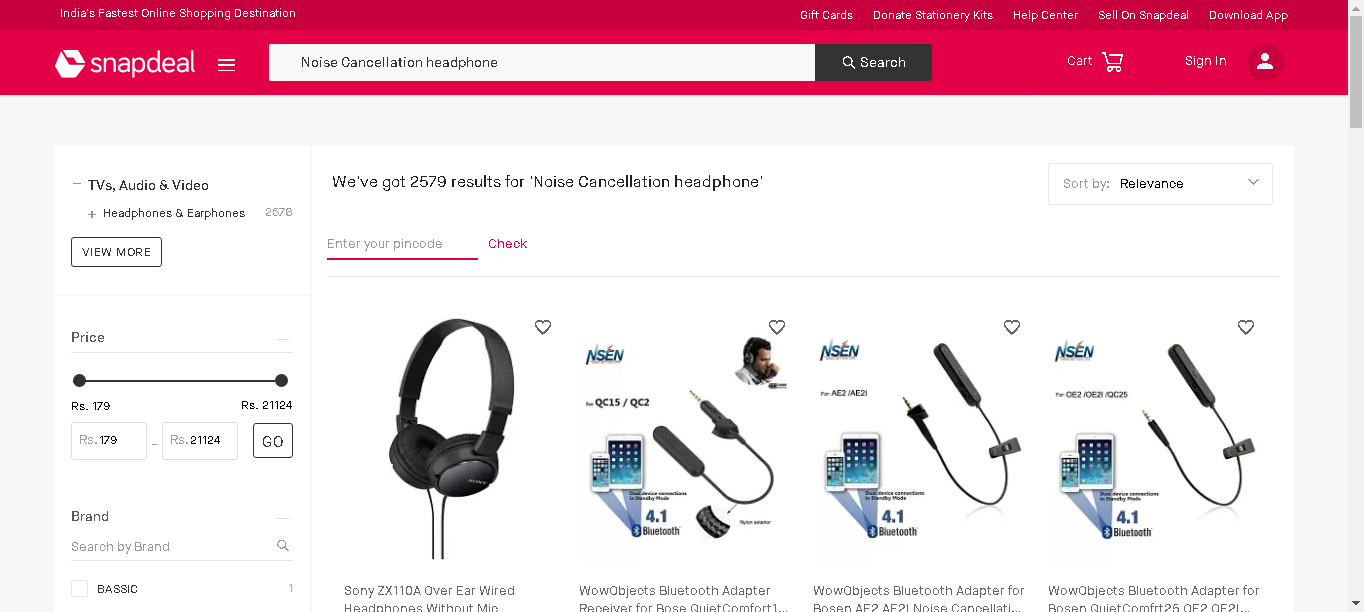 India's Fastest Online Shopping Destination
Gift Cards
Donate Stationery Kits
Help Center
Sell On Snapdeal
Download App
snapdeal
Noise Cancellation headphone
Search
Cart
Sign In
TVs, Audio & Video
Headphones & Earphones 2576
VIEW MORE
Price
Rs. 179
Rs. 21124
Rs. 179 - Rs. 21124
GO
Brand
Search by Brand
BASSIC 1
We've got 2579 results for 'Noise Cancellation headphone'
Sort by: Relevance
Enter your pincode
Check
SONY
Sony ZX110A Over Ear Wired
Headphones Without Mic
NSEN
For QC15 / QC2
Dual device connections
in Standby Mode
4.1
Bluetooth
Nylon exterior
WowObjects Bluetooth Adapter
Receiver for Bose QuietComfort1...
NSEN
For AE2 /AE2I
Dual device connections
in Standby Mode
4.1
Bluetooth
WowObjects Bluetooth Adapter for
Bosen AE2 AE2I Noise Cancellati...
NSEN
For OE2 /OE2I /QC25
Dual device connections
in Standby Mode
4.1
Bluetooth
WowObjects Bluetooth Adapter for
Bosen QuietComfrt25 OE2 OE2I...